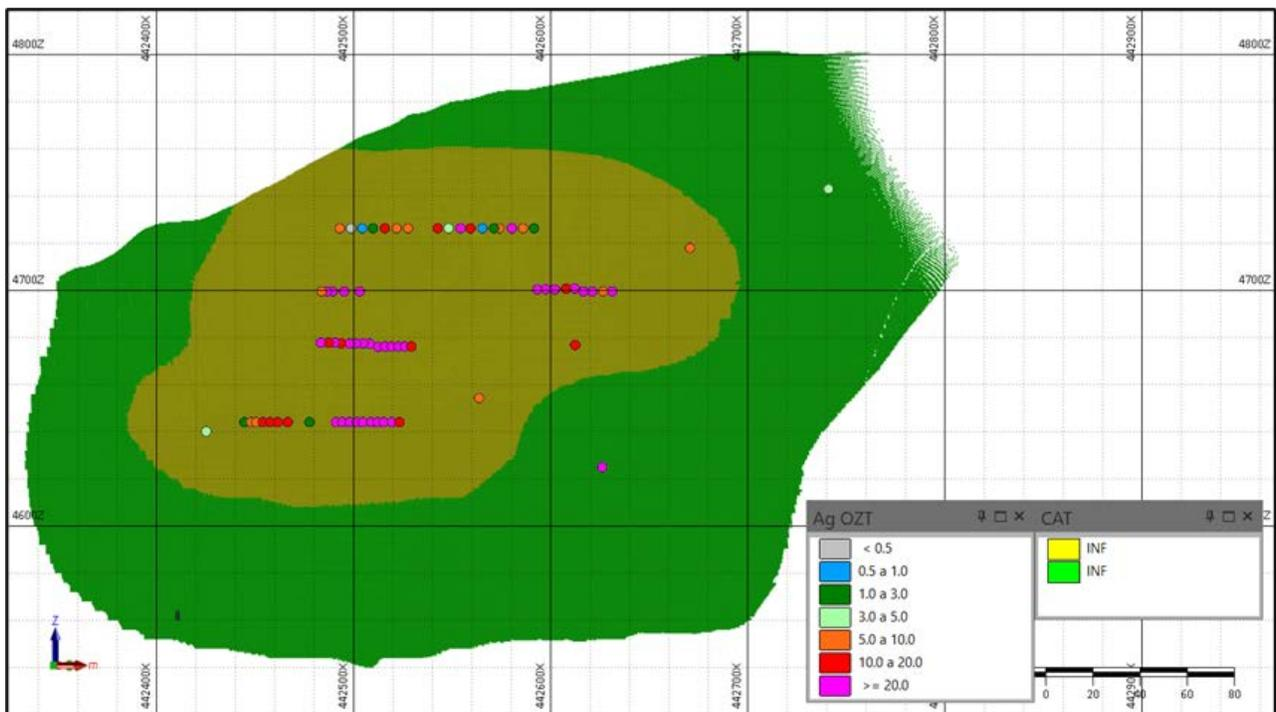 442400X 442500X 442600X 442700X 442800X 442900X
4800Z 4800Z
4700Z 4700Z
4600Z Z
Ag OZT
< 0.5
0.5 a 1.0
1.0 a 3.0
3.0 a 5.0
5.0 a 10.0
10.0 a 20.0
>= 20.0
CAT
INF
INF
Z
442400X 442500X 442600X 442700X 442900X
0 20 40 60 80